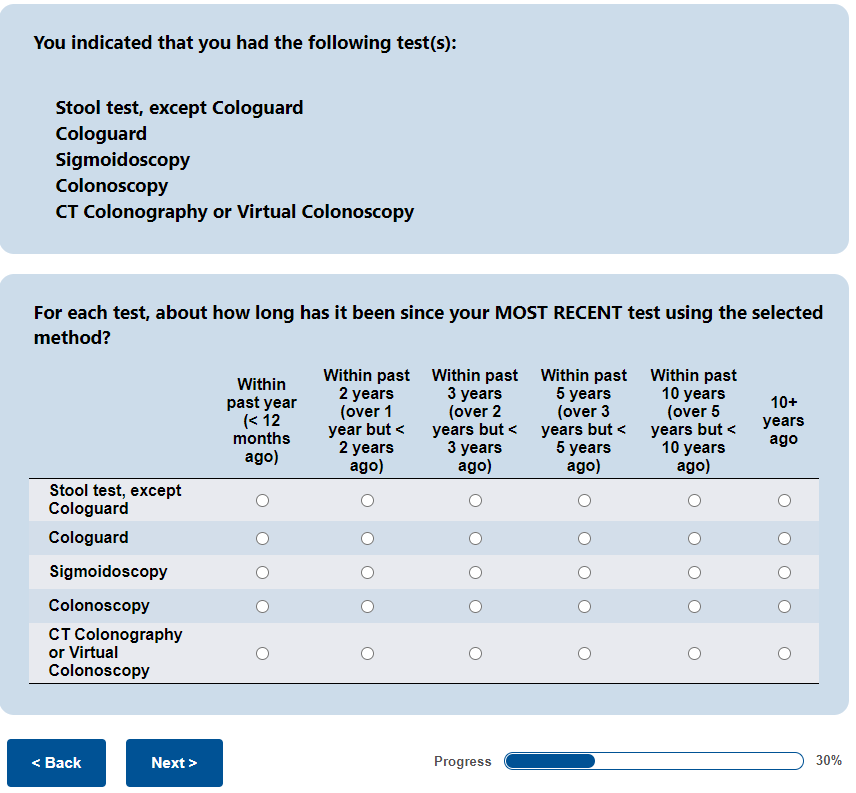 You indicated that you had the following test(s):
Stool test, except Cologuard
Cologuard
Sigmoidoscopy
Colonoscopy
CT Colonography or Virtual Colonoscopy
For each test, about how long has it been since your MOST RECENT test using the selected
method?
Within
past year
(< 12
months
ago)
Within past
2 years
(over 1
year but <
2 years
ago)
Within past
3 years
(over 2
years but <
3 years
ago)
Within past
5 years
(over 3
years but <
5 years
ago)
Within past
10 years
(over 5
years but <
10 years
ago)
10+
years
ago
Stool test, except
Cologuard
Cologuard
Sigmoidoscopy
Colonoscopy
CT Colonography
or Virtual
Colonoscopy
< Back
Next >
Progress
30%